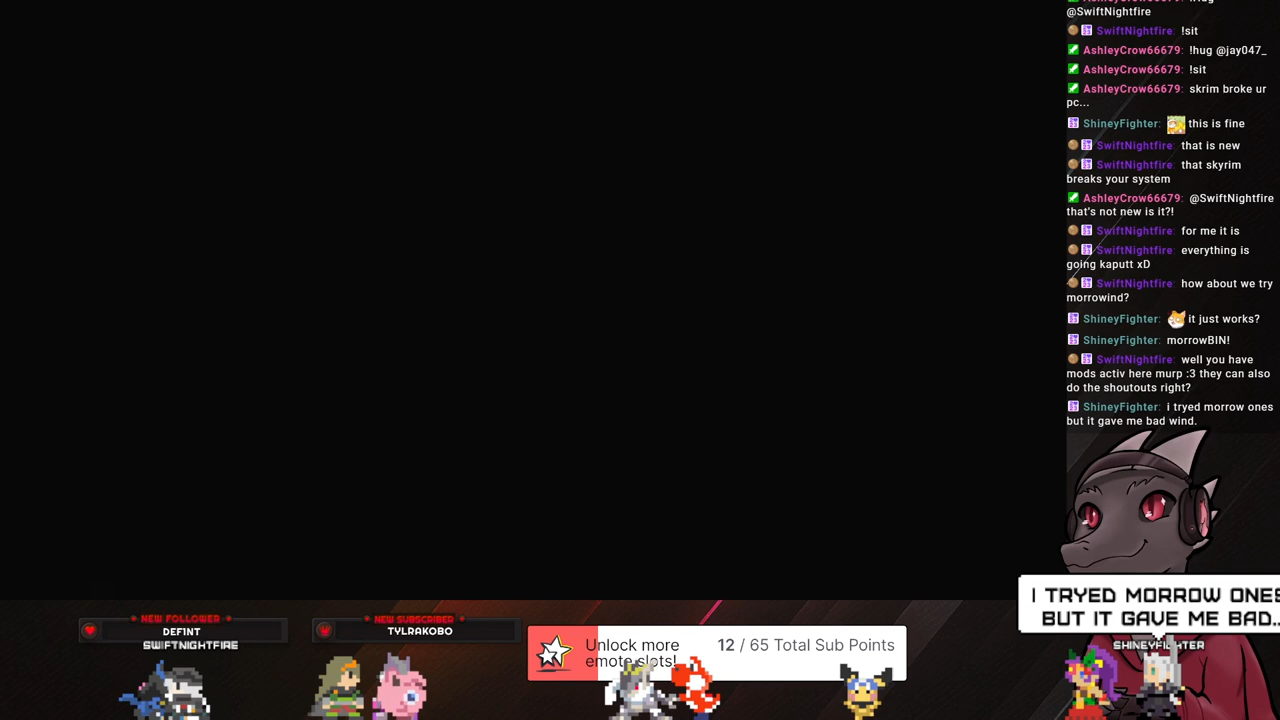 @SwiftNightfire
SwiftNightfire: !sit
AshleyCrow66679: !hug @jay047_
AshleyCrow66679: !sit
AshleyCrow66679: skrim broke ur
pc...
ShineyFighter: this is fine
SwiftNightfire: that is new
SwiftNightfire: that skyrim
breaks your system
AshleyCrow66679: @SwiftNightfire
that's not new is it?!
SwiftNightfire: for me it is
SwiftNightfire: everything is
going kaputt xD
SwiftNightfire: how about we try
morrowind?
ShineyFighter: it just works?
ShineyFighter: morrowBIN!
SwiftNightfire: well you have
mods activ here murp :3 they can also
do the shoutouts right?
ShineyFighter: i tryed morrow ones
but it gave me bad wind.
I TRYED MORROW ONES
BUT IT GAVE ME BAD..
SHINEYFIGHTER
NEW FOLLOWER
DEF1NT
SWIFTNIGHTFIRE
NEW SUBSCRIBER
TYLRAKOBO
Unlock more
emote slots!
12 / 65 Total Sub Points